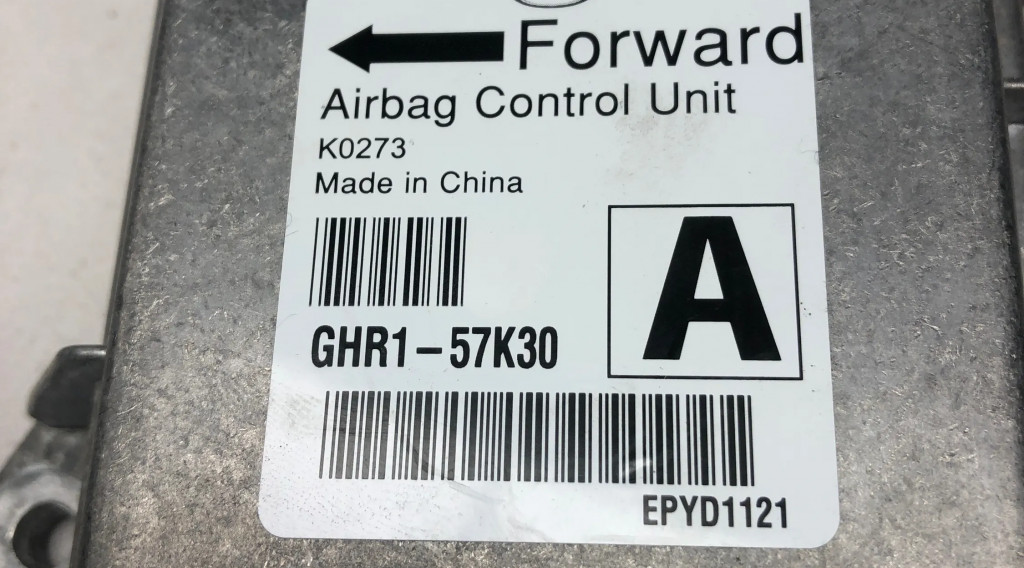 Forward
Airbag Control Unit
K0273
Made in China
A
GHR1-57K30
EPYD1121